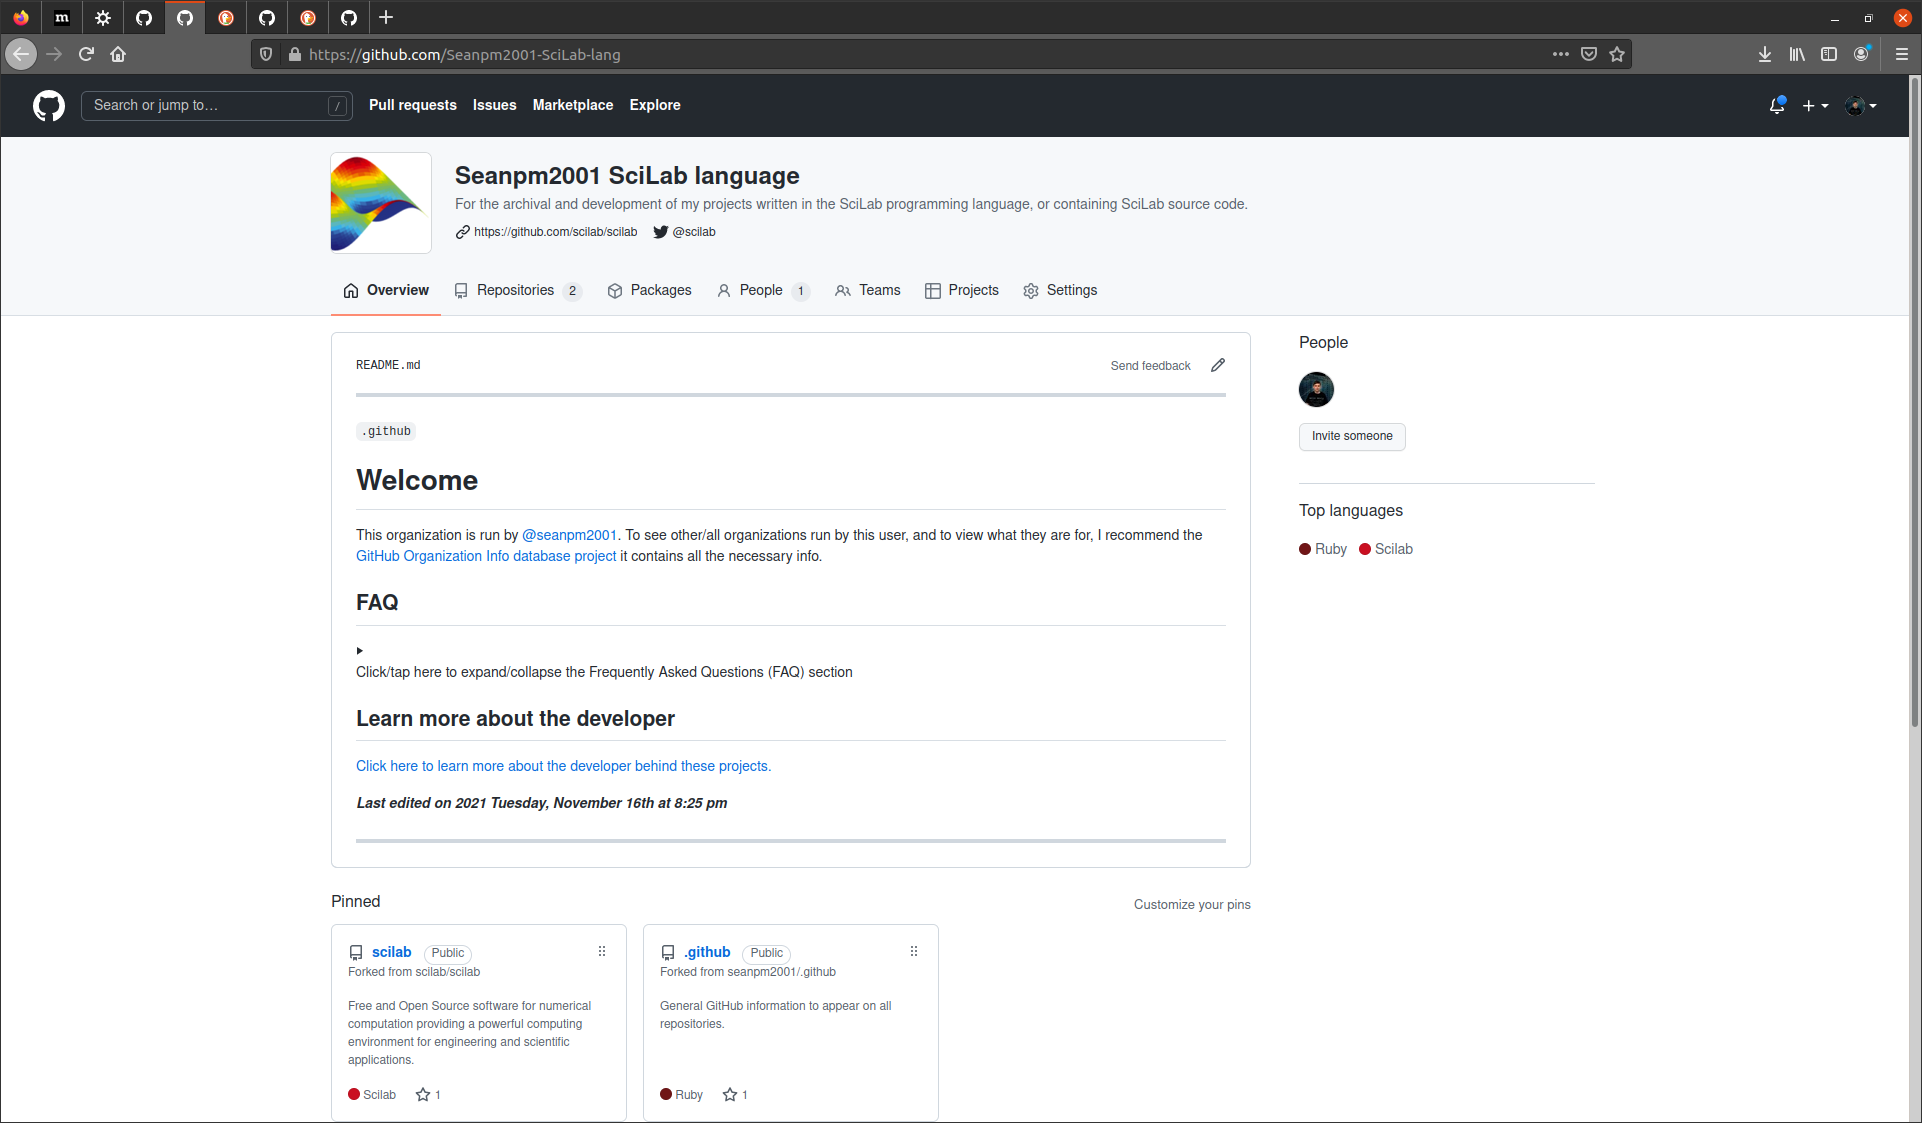 m
https://github.com/Seanpm2001-SciLab-lang
Search or jump to… /
Pull requests Issues Marketplace Explore
Seanpm2001 SciLab language
For the archival and development of my projects written in the SciLab programming language, or containing SciLab source code.
https://github.com/scilab/scilab @scilab
Overview Repositories 2 Packages People 1 Teams Projects Settings
README.md Send feedback
.github
Welcome
This organization is run by @seanpm2001. To see other/all organizations run by this user, and to view what they are for, I recommend the
GitHub Organization Info database project it contains all the necessary info.
FAQ
Click/tap here to expand/collapse the Frequently Asked Questions (FAQ) section
Learn more about the developer
Click here to learn more about the developer behind these projects.
Last edited on 2021 Tuesday, November 16th at 8:25 pm
People
Invite someone
Top languages
Ruby Scilab
Pinned Customize your pins
scilab Public
Forked from scilab/scilab
Free and Open Source software for numerical
computation providing a powerful computing
environment for engineering and scientific
applications.
Scilab 1
.github Public
Forked from seanpm2001/.github
General GitHub information to appear on all
repositories.
Ruby 1